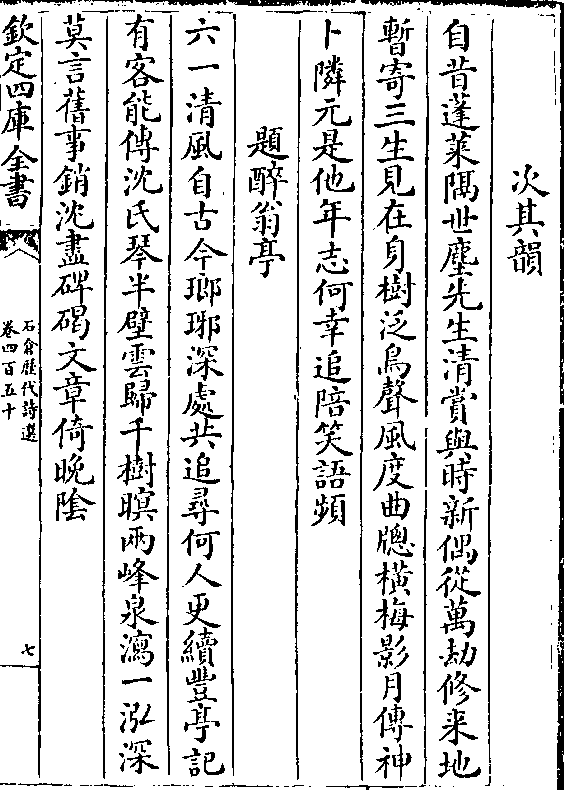 次其韻
自昔蓬萊隔世塵先生清賞與時新偶從萬劫修来地
暫寄三生見在身樹泛鳥聲風度曲牕橫梅影月傳神
卜隣元是他年志何幸追陪笑語頻
題醉翁亭
六一清風自古今瑯琊深處共追尋何人更續豐亭記
有客能傳沈氏琴半壁雲歸千樹暝兩峰泉瀉一泓深
莫言舊事銷沈盡碑碣文章倚晚陰
欽定四庫全書
石倉歷代詩選
卷四百五十
七